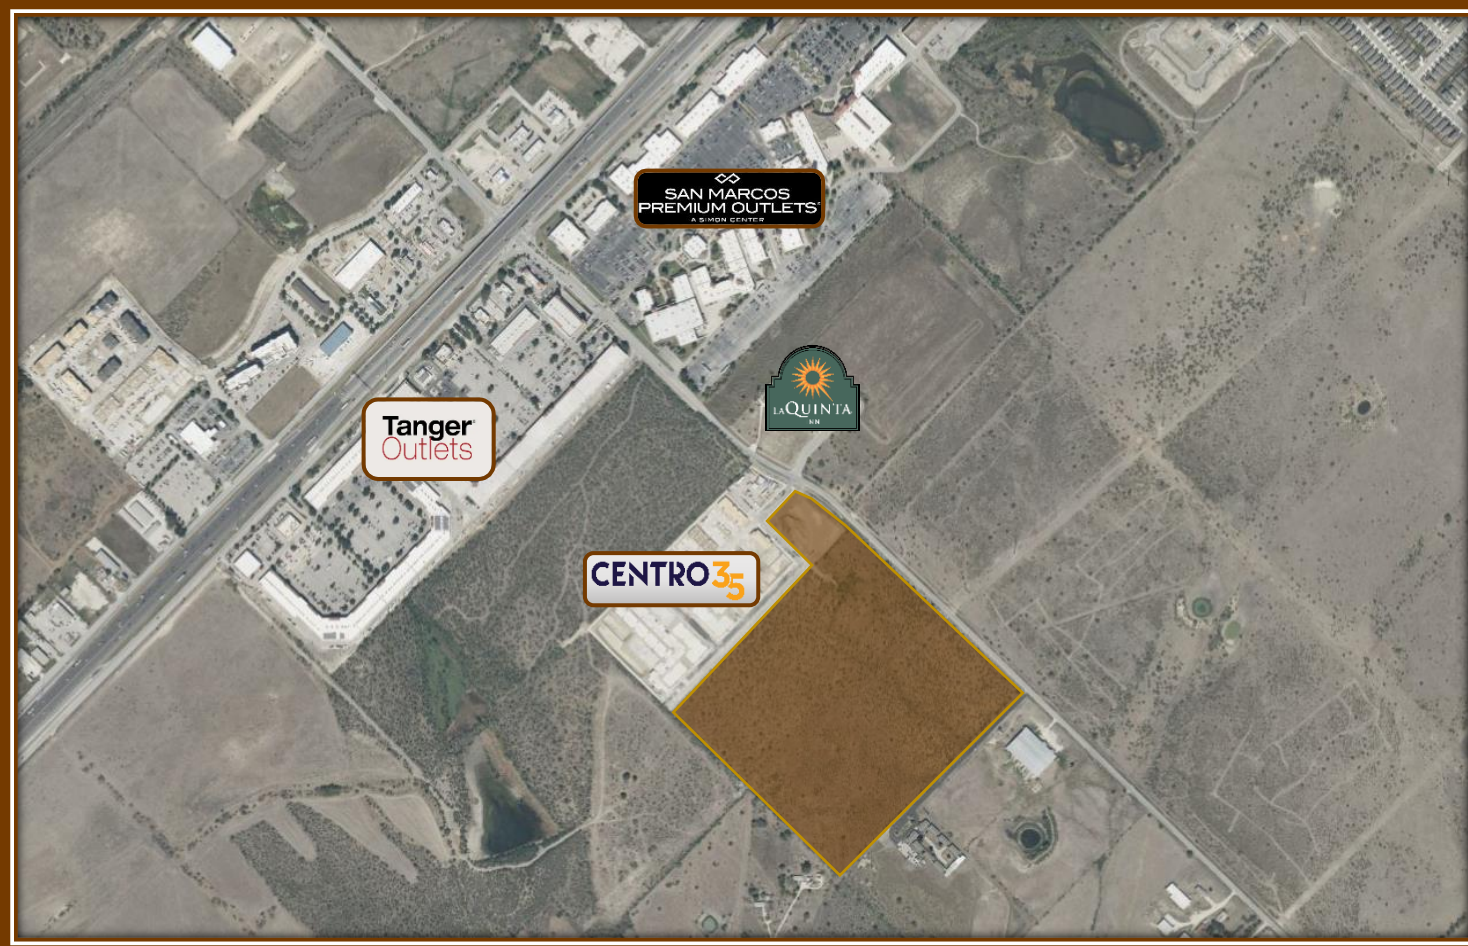 SAN MARCOS
PREMIUM OUTLETS®
A SIMON CENTER
LAQUINTA
INN
Tanger®
Outlets
CENTRO35